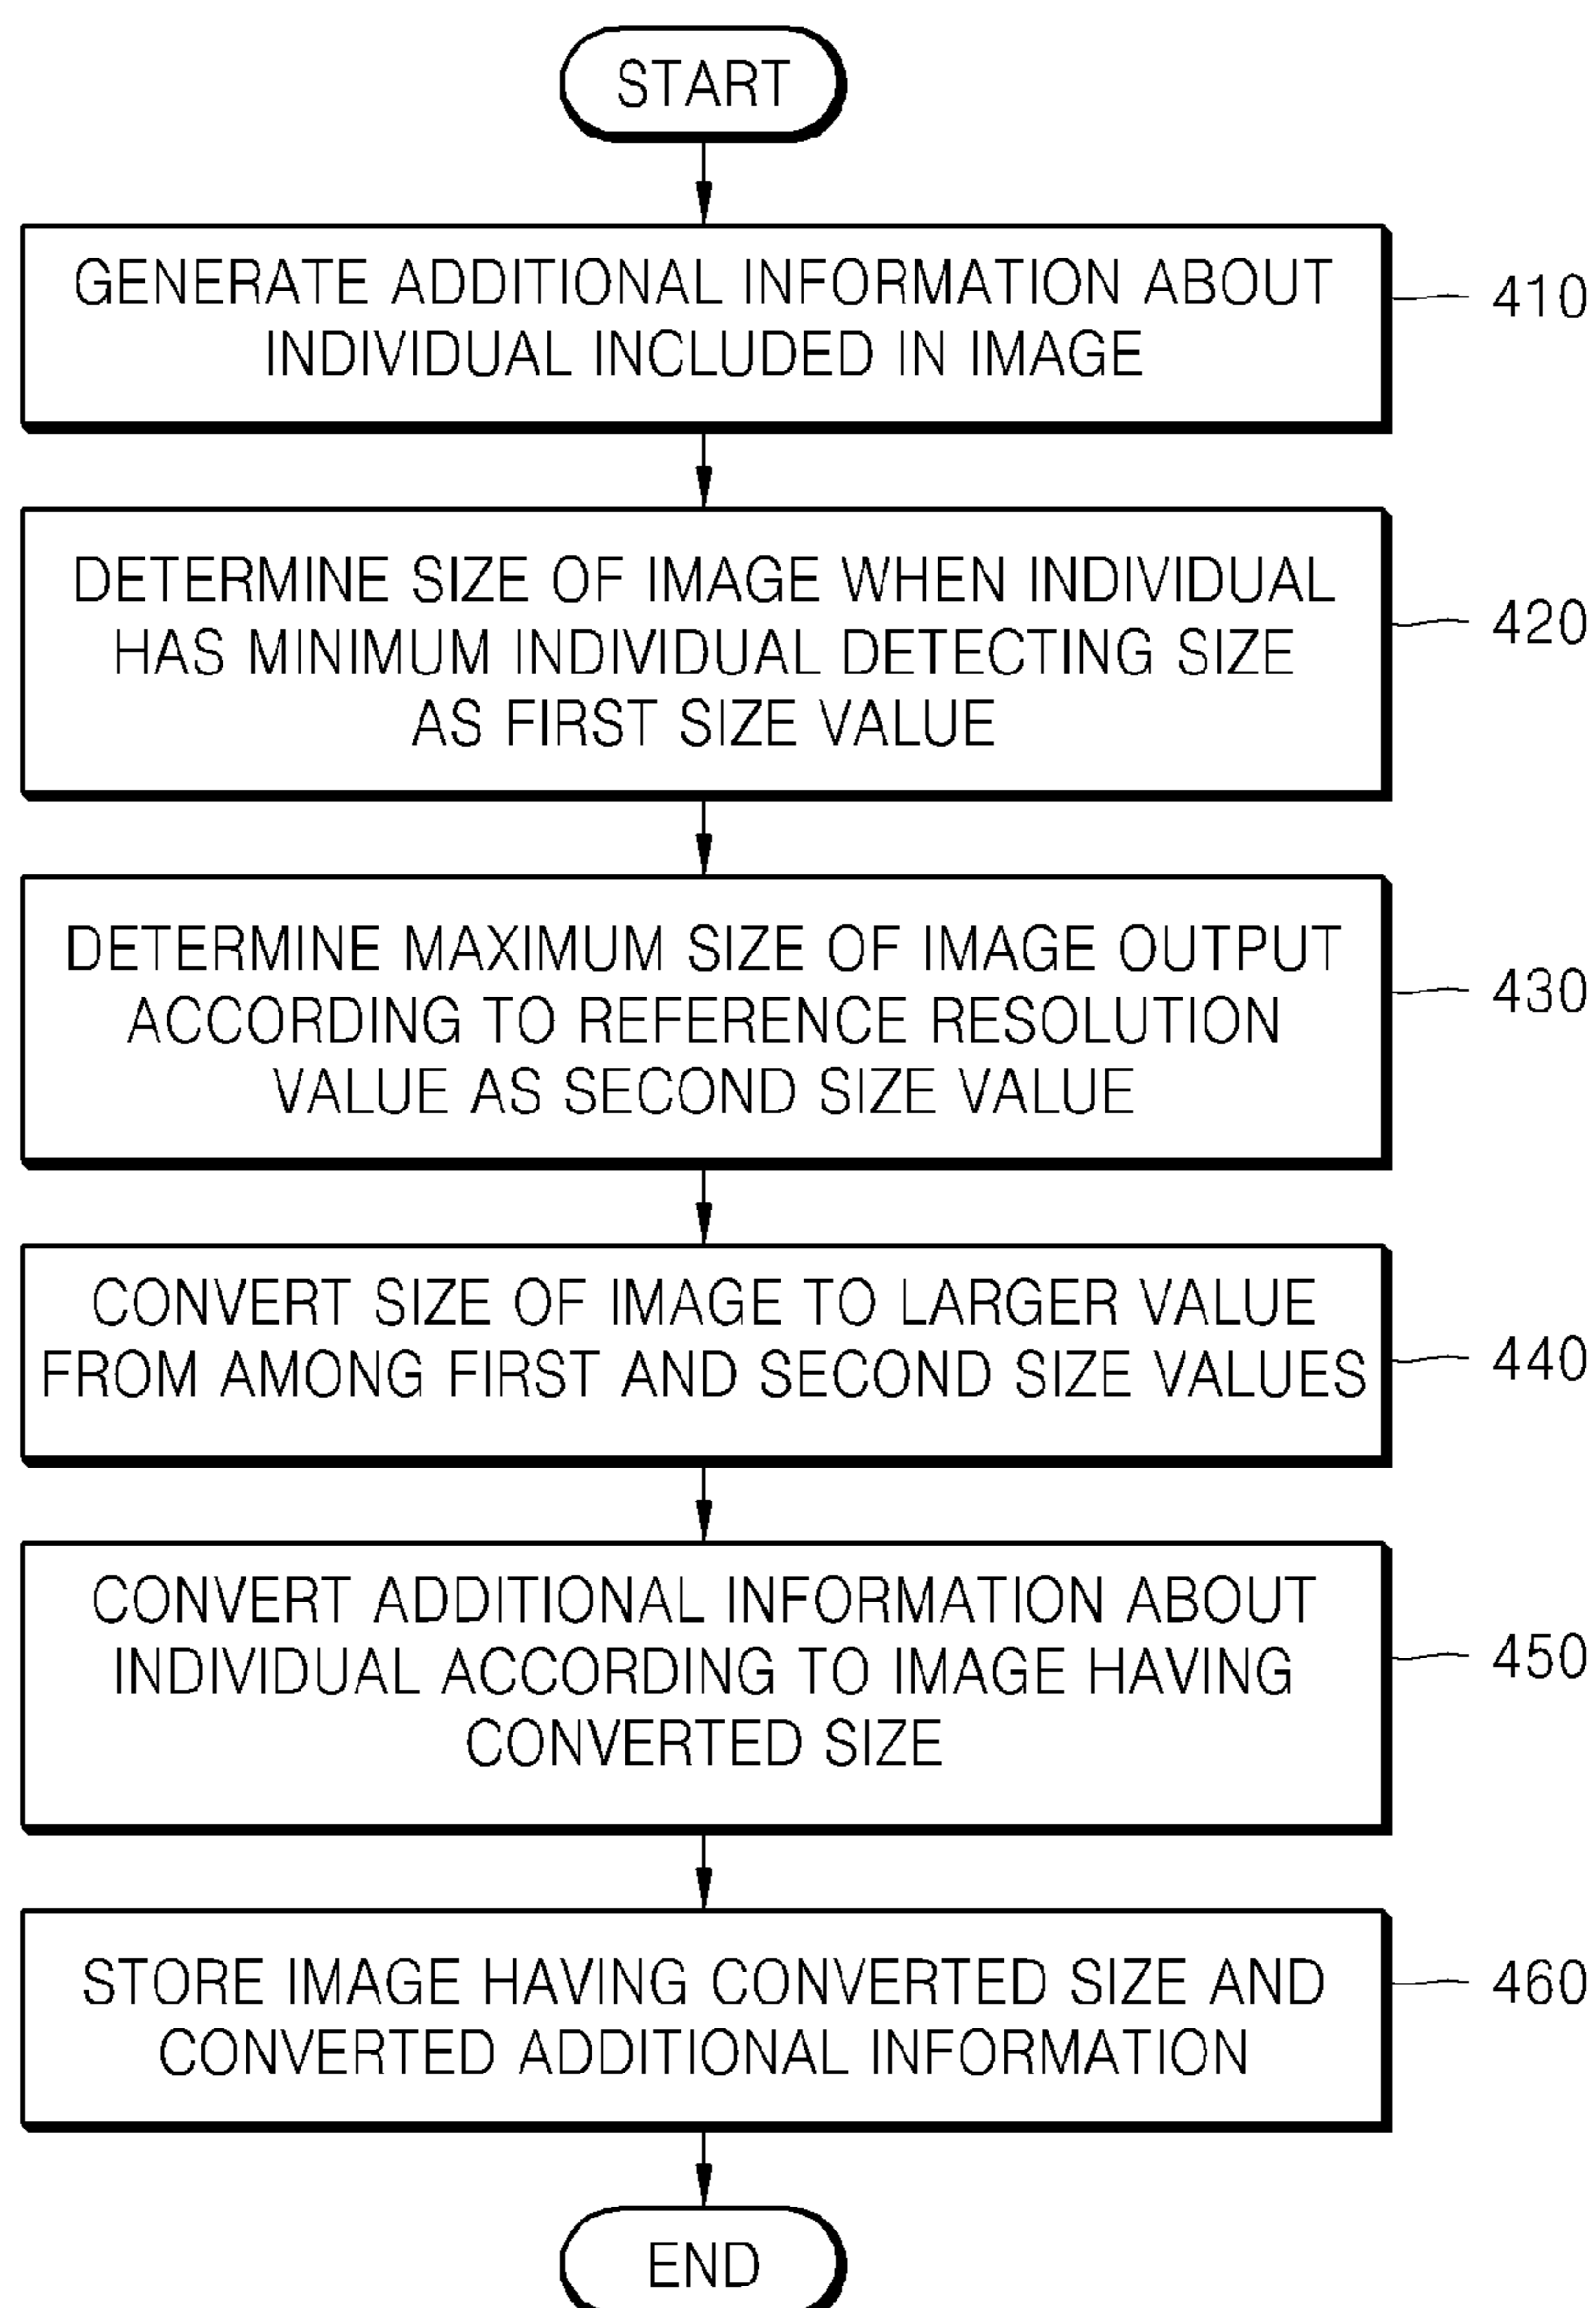 START
GENERATE ADDITIONAL INFORMATION ABOUT
INDIVIDUAL INCLUDED IN IMAGE
410
DETERMINE SIZE OF IMAGE WHEN INDIVIDUAL
HAS MINIMUM INDIVIDUAL DETECTING SIZE
AS FIRST SIZE VALUE
420
DETERMINE MAXIMUM SIZE OF IMAGE OUTPUT
ACCORDING TO REFERENCE RESOLUTION
VALUE AS SECOND SIZE VALUE
430
CONVERT SIZE OF IMAGE TO LARGER VALUE
FROM AMONG FIRST AND SECOND SIZE VALUES
440
CONVERT ADDITIONAL INFORMATION ABOUT
INDIVIDUAL ACCORDING TO IMAGE HAVING
CONVERTED SIZE
450
STORE IMAGE HAVING CONVERTED SIZE AND
CONVERTED ADDITIONAL INFORMATION
460
END